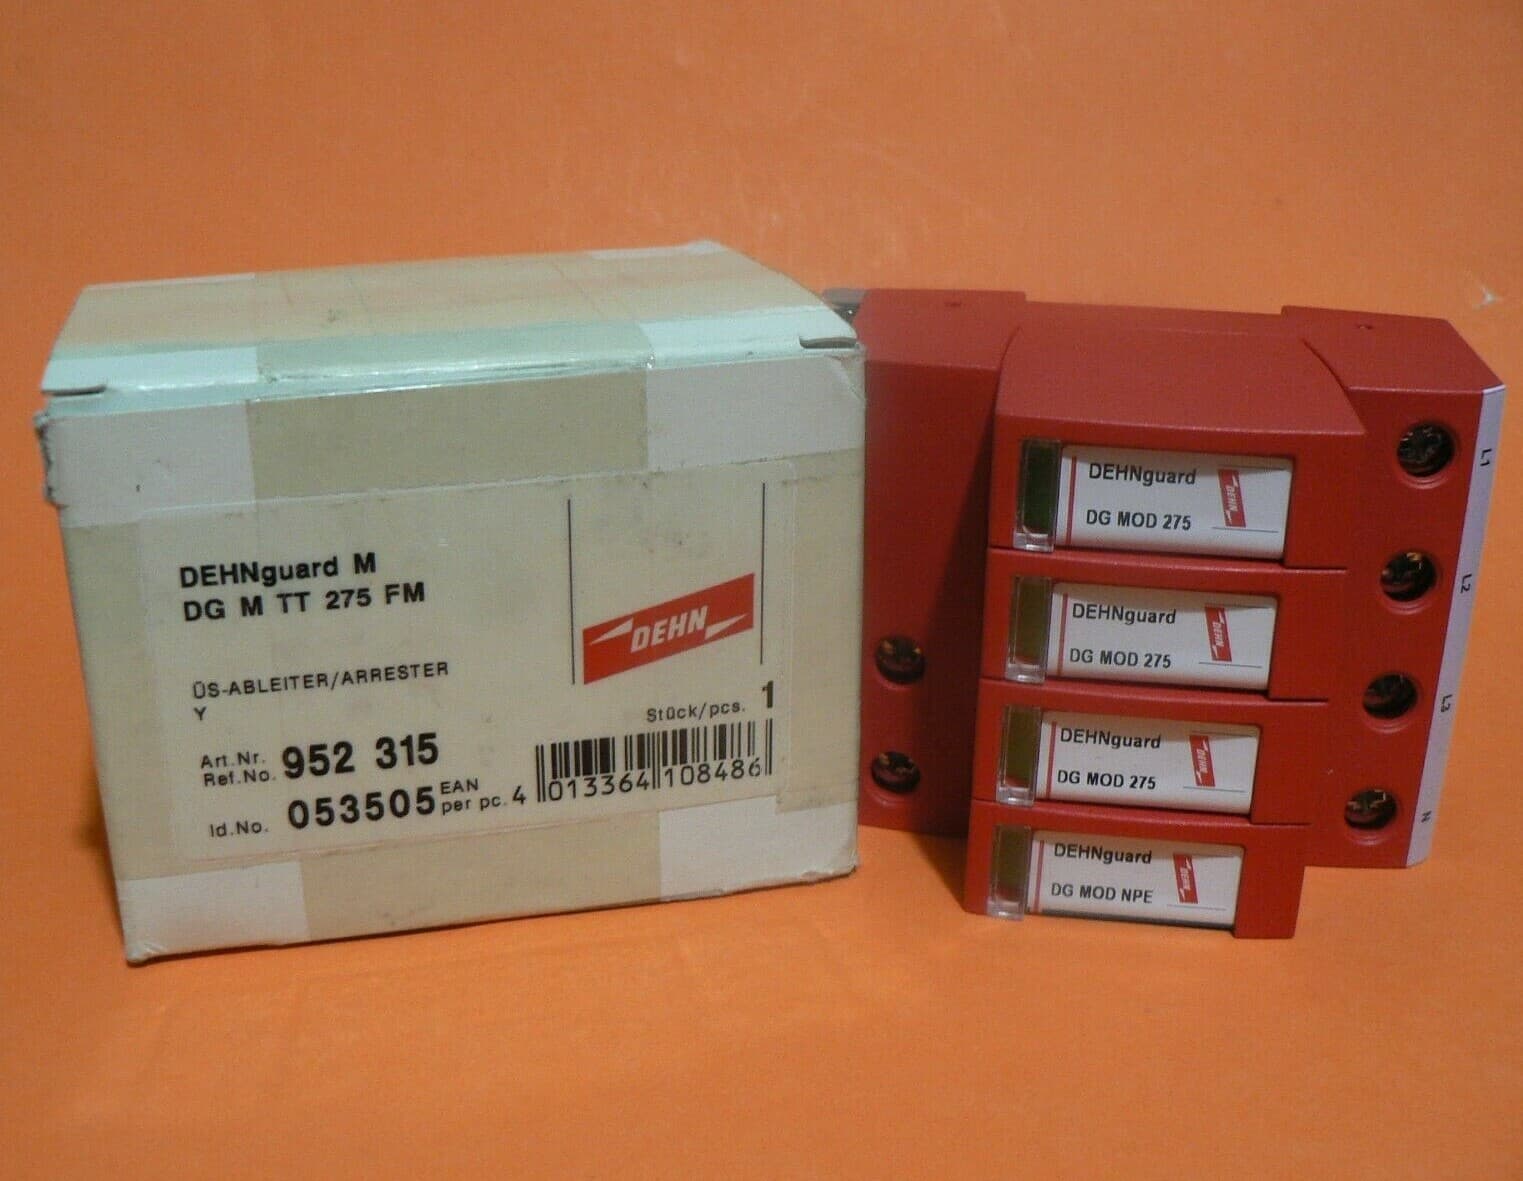 DEHNguard M
DG M TT 275 FM
DEHN
ÜS-ABLEITER/ARRESTER
Y
Stück/pcs. 1
Art.Nr.
Ref.No. 952 315
Id.No. 053505 EAN
per pc. 4 013364 108486
DEHNguard
DG MOD 275
DEHN
DEHNguard
DG MOD 275
DEHN
DEHNguard
DG MOD 275
DEHN
DEHNguard
DG MOD NPE
DEHN
L1
L2
L3
N